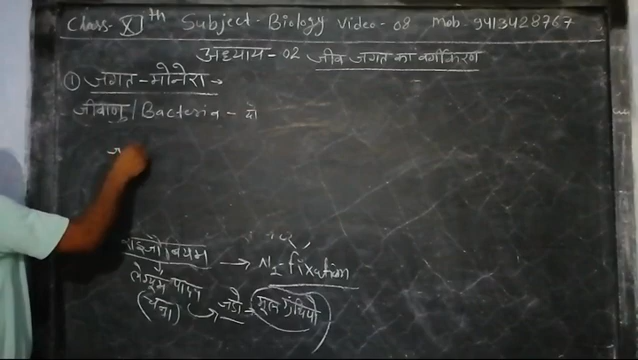 Class- XIth Subject- Biology Video- 08 Mob- 9413428767
अध्याय - 02 जीव जगत का वर्गीकरण
① जगत - मोनेरा →
जीवाणु / Bacteria - यो
राइजोबियम → N₂-fixation
लेग्यूम पादप
(चना) → जड़ो - मूल ग्रंथियो